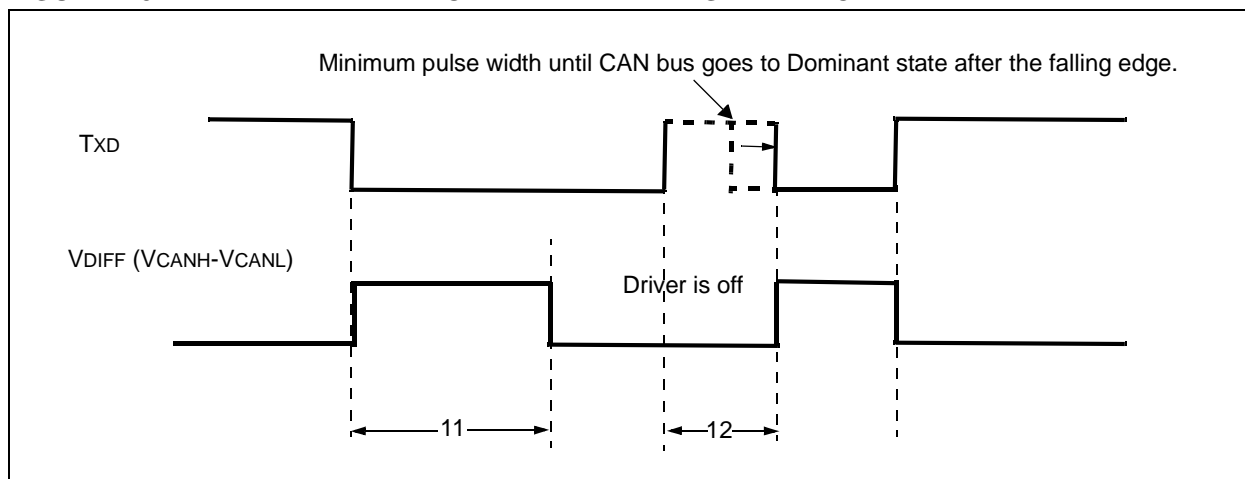 Minimum pulse width until CAN bus goes to Dominant state after the falling edge.
TXD
VDIFF (VCANH-VCANL)
Driver is off
11
12